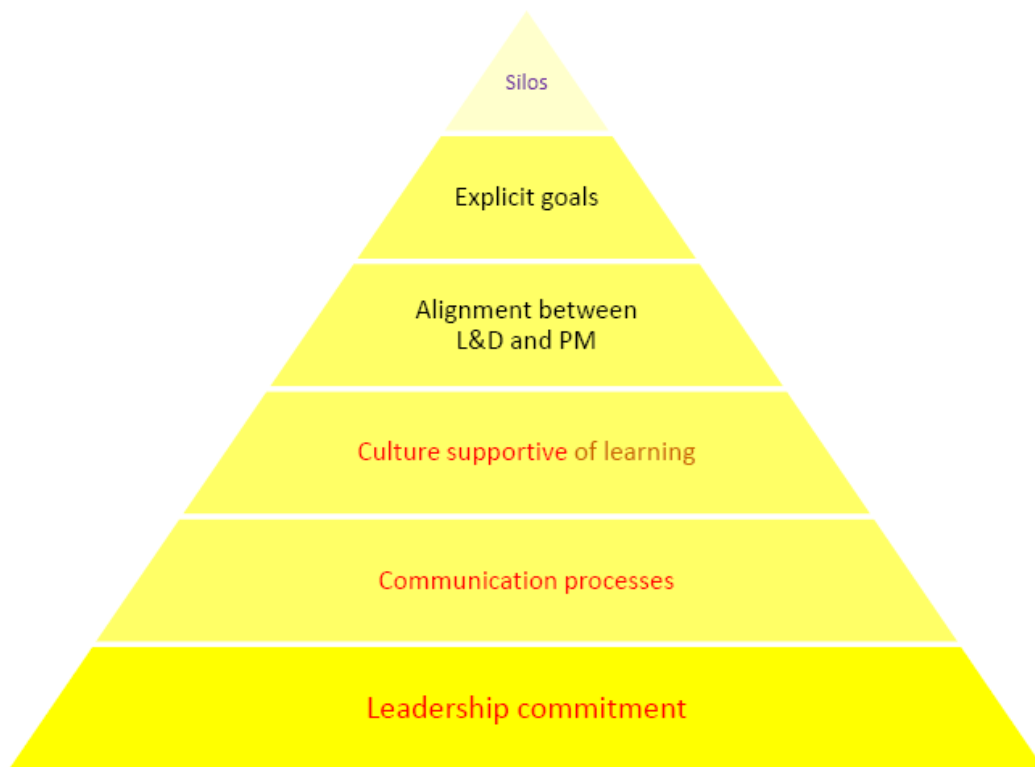 Silos
Explicit goals
Alignment between
L&D and PM
Culture supportive of learning
Communication processes
Leadership commitment